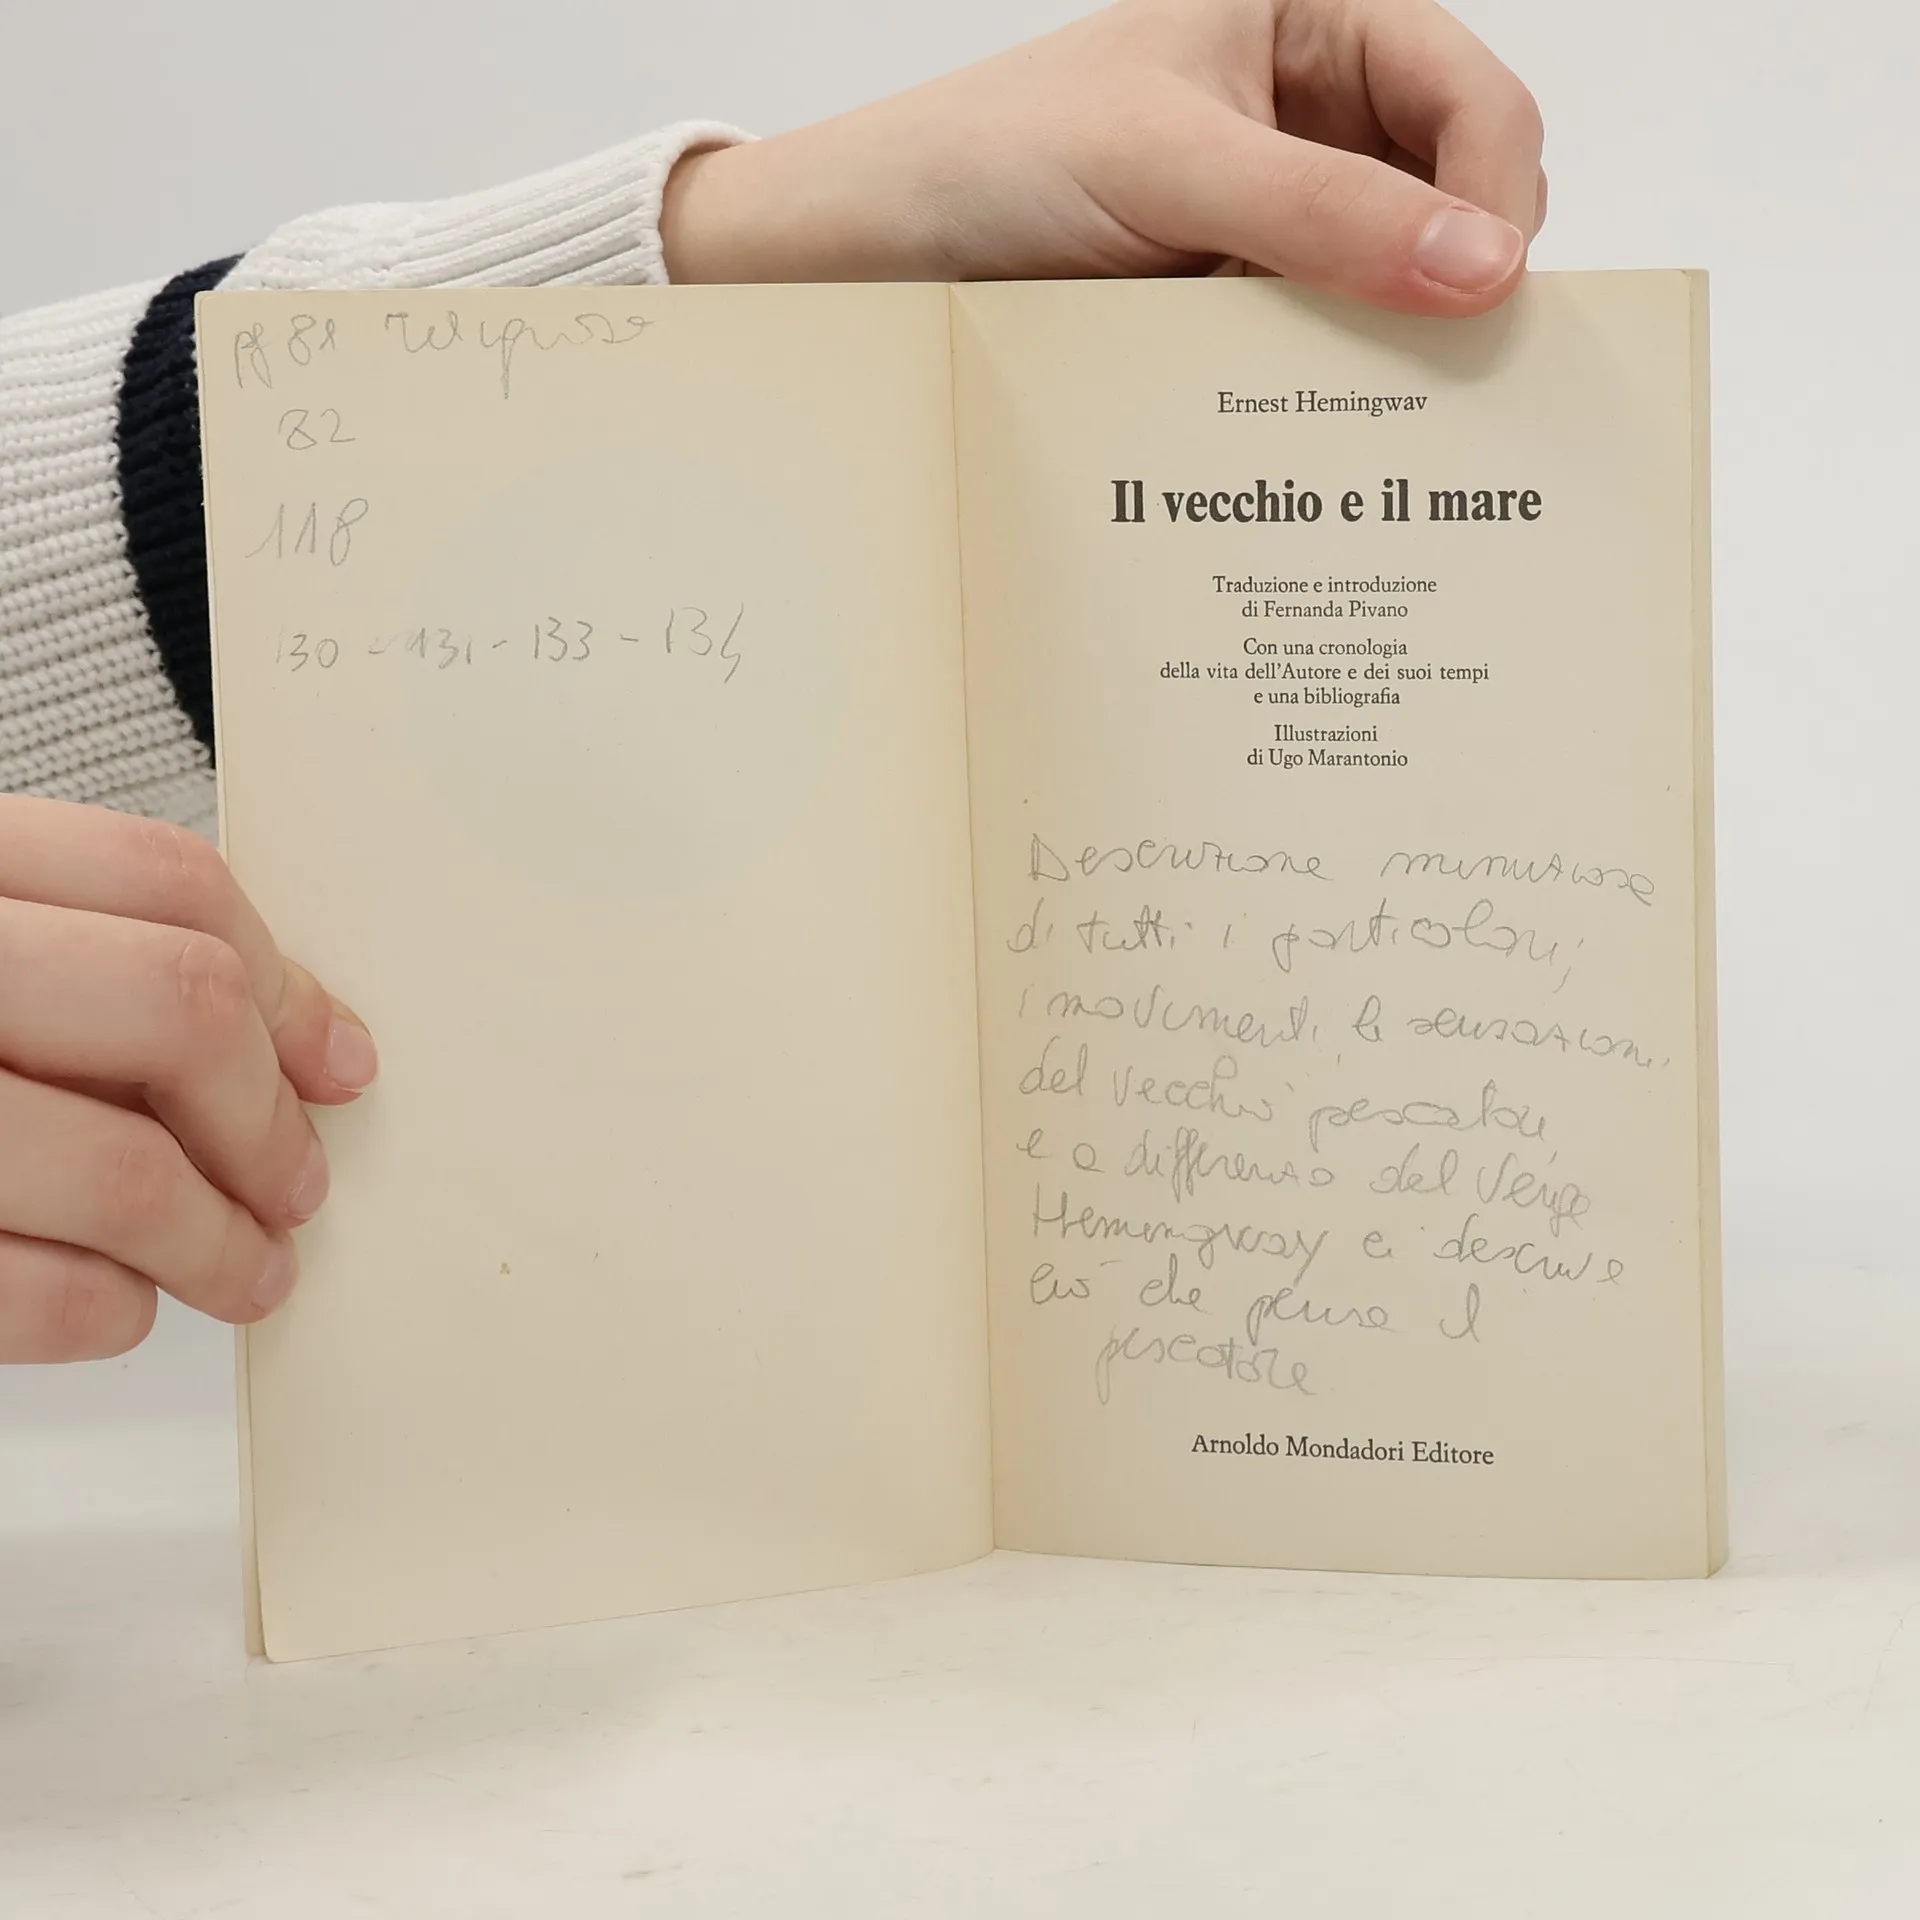 pg 81 religioso
82
118
130 - 131 - 133 - 134
Ernest Hemingway
Il vecchio e il mare
Traduzione e introduzione
di Fernanda Pivano
Con una cronologia
della vita dell'Autore e dei suoi tempi
e una bibliografia
Illustrazioni
di Ugo Marantonio
Descrizione minuziosa
di tutti i particolari,
i movimenti, le sensazioni
del vecchio pescatore,
e a differenza del Verga
Hemingway ci descrive
ciò che pensa il
pescatore
Arnoldo Mondadori Editore